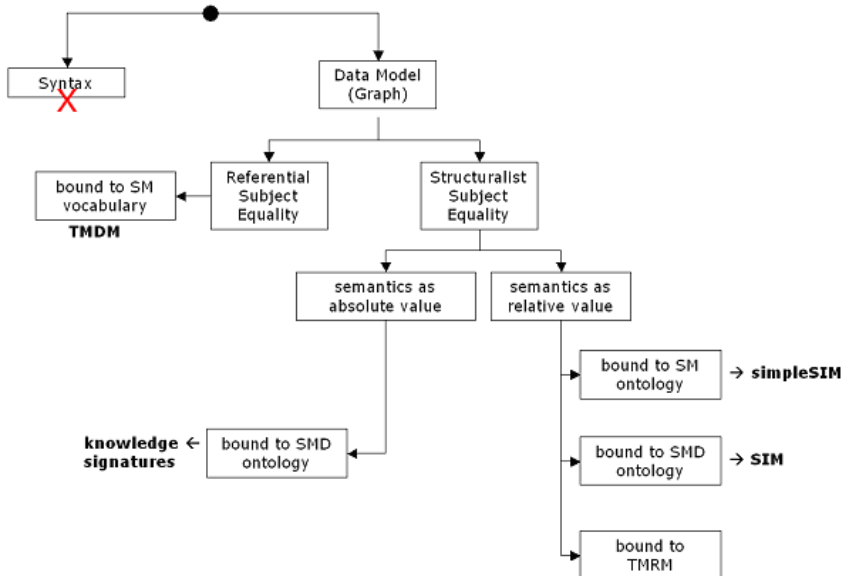 Syntax
X
Data Model
(Graph)
Referential
Subject
Equality
Structuralist
Subject
Equality
bound to SM
vocabulary
TMDM
semantics as
absolute value
semantics as
relative value
bound to SM
ontology
→ simpleSIM
knowledge ←
signatures
bound to SMD
ontology
bound to SMD
ontology
→ SIM
bound to
TMRM